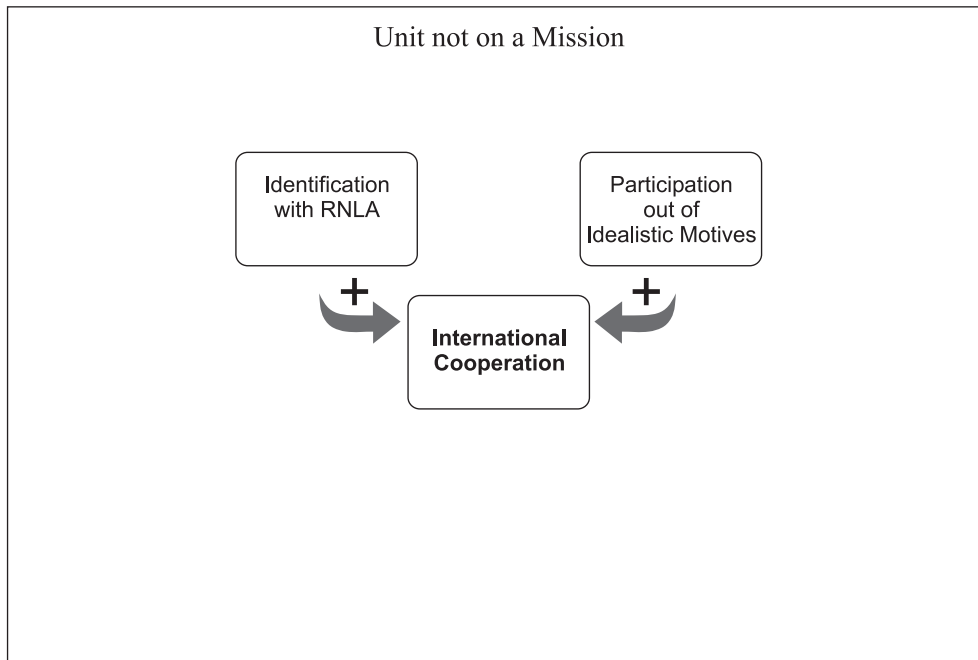 Unit not on a Mission
Identification
with RNLA
Participation
out of
Idealistic Motives
+
+
International
Cooperation